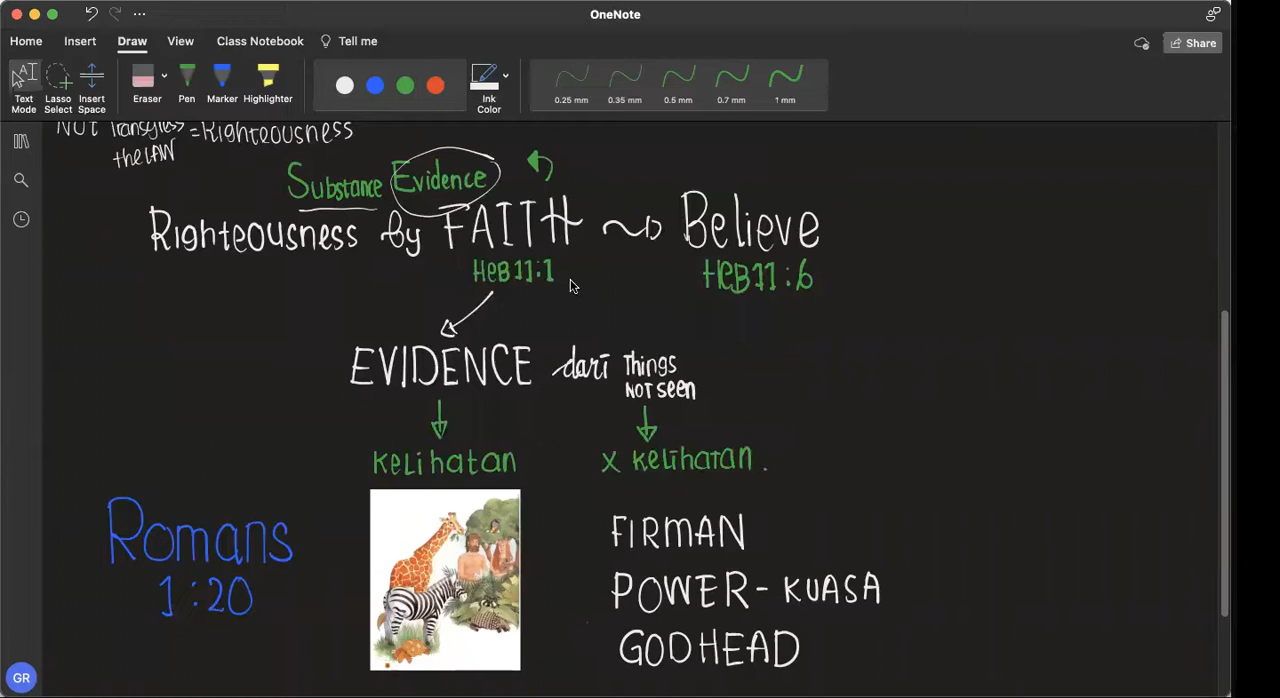 OneNote
Home Insert Draw View Class Notebook Tell me
Share
Text Mode
Lasso Select
Insert Space
Eraser
Pen
Marker
Highlighter
Ink Color
0.25 mm 0.35 mm 0.5 mm 0.7 mm 1 mm
NOT Transgress = Righteousness
the LAW
Substance Evidence
Righteousness by FAITH Believe
HEB 11:1 HEB 11:6
EVIDENCE dari Things
NOT seen
Kelihatan X Kelihatan.
Romans
1:20
FIRMAN
POWER - KUASA
GODHEAD
GR